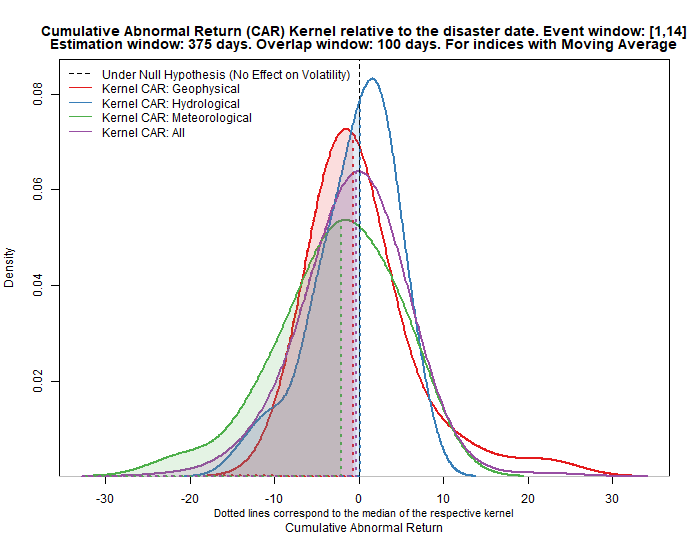 Cumulative Abnormal Return (CAR) Kernel relative to the disaster date. Event window: [1,14]
Estimation window: 375 days. Overlap window: 100 days. For indices with Moving Average
Under Null Hypothesis (No Effect on Volatility)
Kernel CAR: Geophysical
Kernel CAR: Hydrological
Kernel CAR: Meteorological
Kernel CAR: All
Density
0.08
0.06
0.04
0.02
-30 -20 -10 0 10 20 30
Dotted lines correspond to the median of the respective kernel
Cumulative Abnormal Return